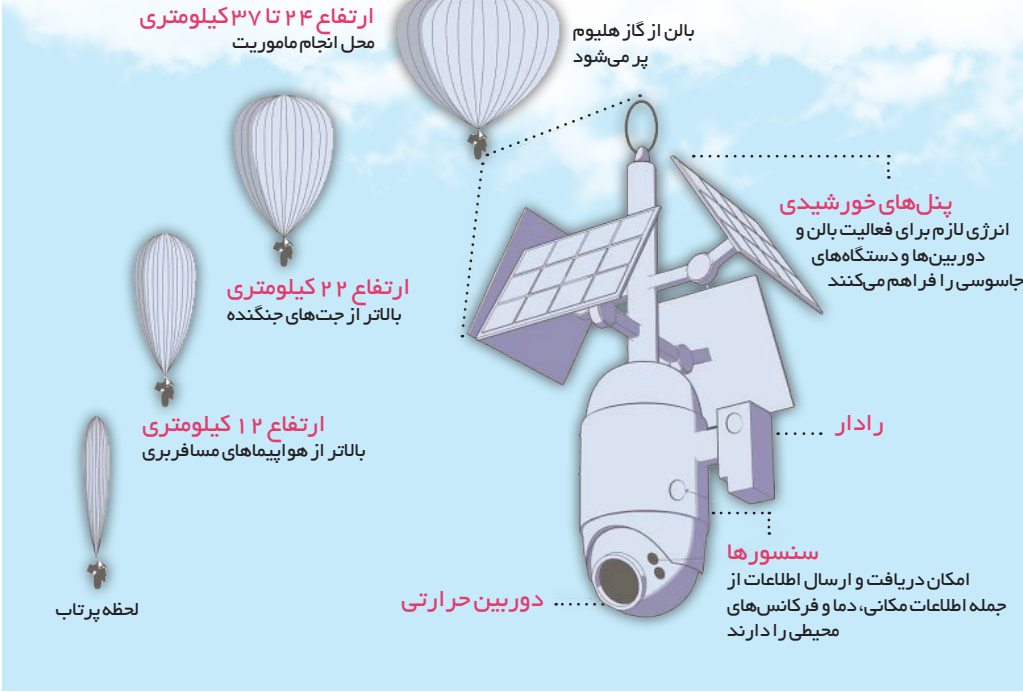 ارتفاع ۲۴ تا ۳۷ کیلومتری
محل انجام ماموریت
بالن از گاز هلیوم
پر می‌شود
پنل‌های خورشیدی
انرژی لازم برای فعالیت بالن و
دوربین‌ها و دستگاه‌های
جاسوسی را فراهم می‌کنند
ارتفاع ۲۲ کیلومتری
بالاتر از جت‌های جنگنده
ارتفاع ۱۲ کیلومتری
بالاتر از هواپیماهای مسافربری
رادار
سنسورها
امکان دریافت و ارسال اطلاعات از
جمله اطلاعات مکانی، دما و فرکانس‌های
محیطی را دارند
دوربین حرارتی
لحظه پرتاب